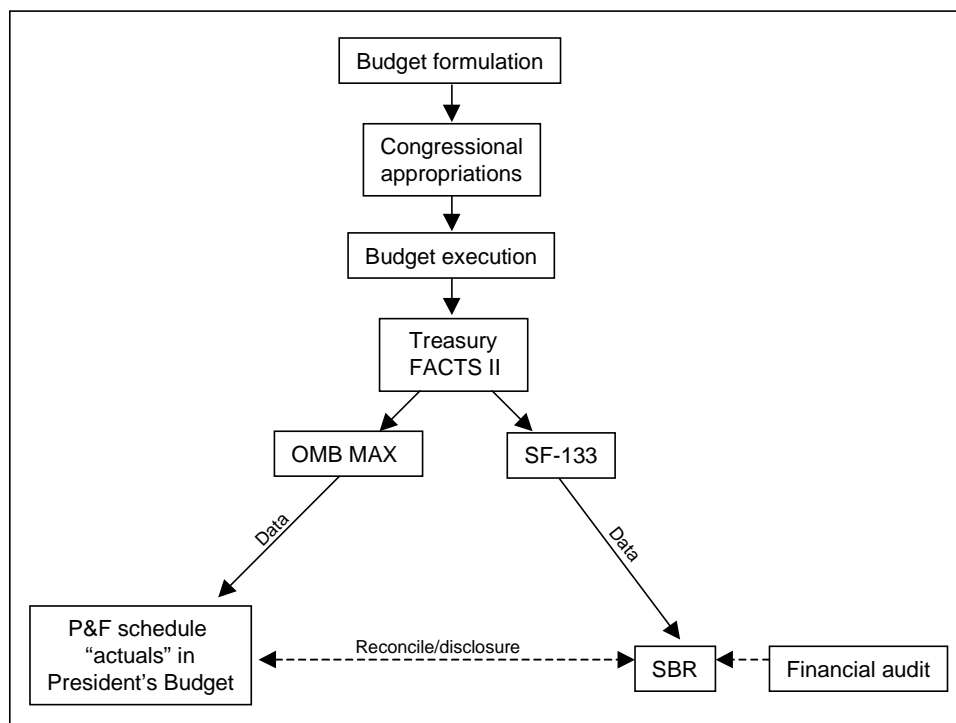 Budget formulation
Congressional
appropriations
Budget execution
Treasury
FACTS II
OMB MAX
SF-133
Data
Data
P&F schedule
“actuals” in
President’s Budget
Reconcile/disclosure
SBR
Financial audit